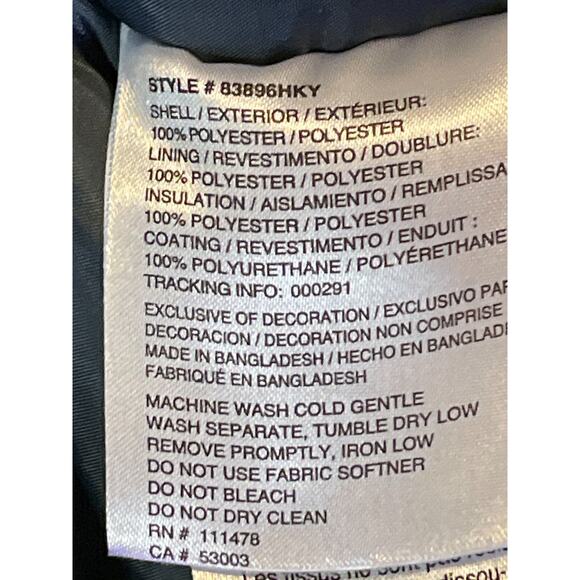 STYLE # 83896HKY
SHELL / EXTERIOR / EXTÉRIEUR:
100% POLYESTER / POLYESTER
LINING / REVESTIMENTO / DOUBLURE:
100% POLYESTER / POLYESTER
INSULATION / AISLAMIENTO / REMPLISSA
100% POLYESTER / POLYESTER
COATING / REVESTIMENTO / ENDUIT :
100% POLYURETHANE / POLYÉRETHANE
TRACKING INFO: 000291
EXCLUSIVE OF DECORATION / EXCLUSIVO PAR
DECORACION / DECORATION NON COMPRISE
MADE IN BANGLADESH / HECHO EN BANGLADE
FABRIQUÉ EN BANGLADESH
MACHINE WASH COLD GENTLE
WASH SEPARATE, TUMBLE DRY LOW
REMOVE PROMPTLY, IRON LOW
DO NOT USE FABRIC SOFTNER
DO NOT BLEACH
DO NOT DRY CLEAN
RN # 111478
CA # 53003